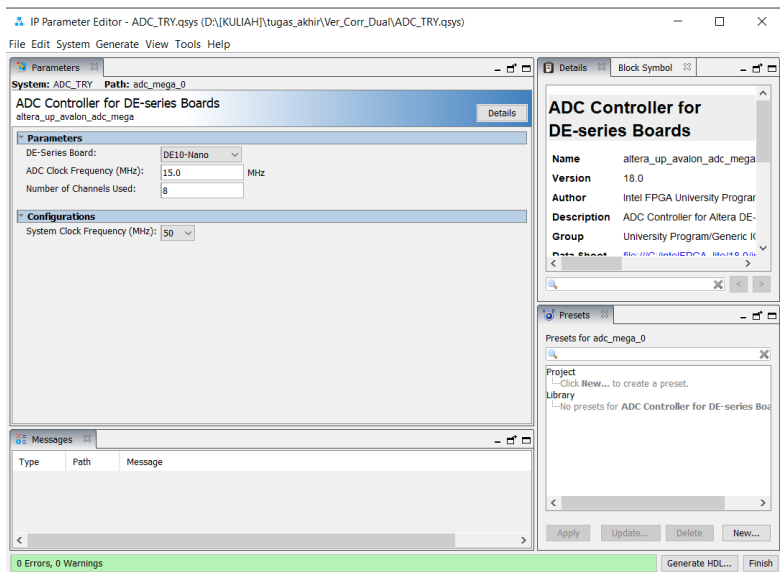 IP Parameter Editor - ADC_TRY.qsys (D:\[KULIAH]\tugas_akhir\Ver_Corr_Dual\ADC_TRY.qsys)
File Edit System Generate View Tools Help
Parameters
System: ADC_TRY Path: adc_mega_0
ADC Controller for DE-series Boards
altera_up_avalon_adc_mega
Details
Parameters
DE-Series Board: DE10-Nano
ADC Clock Frequency (MHz): 15.0 MHz
Number of Channels Used: 8
Configurations
System Clock Frequency (MHz): 50
Messages
Type Path Message
0 Errors, 0 Warnings
Details Block Symbol
ADC Controller for
DE-series Boards
Name altera_up_avalon_adc_mega
Version 18.0
Author Intel FPGA University Progran
Description ADC Controller for Altera DE-
Group University Program/Generic IC
Data Sheet file:///C:/intelFPGA_lite/18.0/i
Presets
Presets for adc_mega_0
Project
Click New... to create a preset.
Library
No presets for ADC Controller for DE-series Boa
Apply Update... Delete New...
Generate HDL... Finish